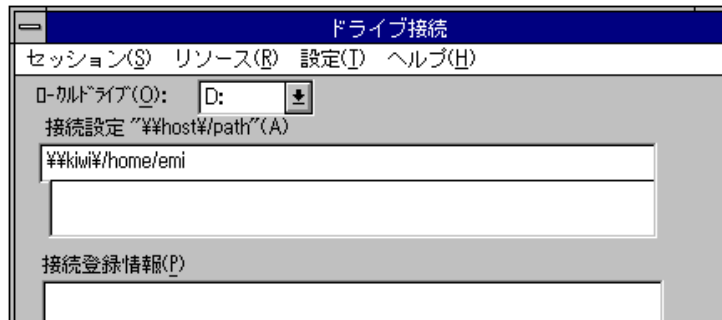 ドライブ接続
セッション(S) リソース(R) 設定(T) ヘルプ(H)
ﾛｰｶﾙﾄﾞﾗｲﾌﾞ(O): D:
接続設定 "¥¥host¥/path"(A)
¥¥kiwi¥/home/emi
接続登録情報(P)